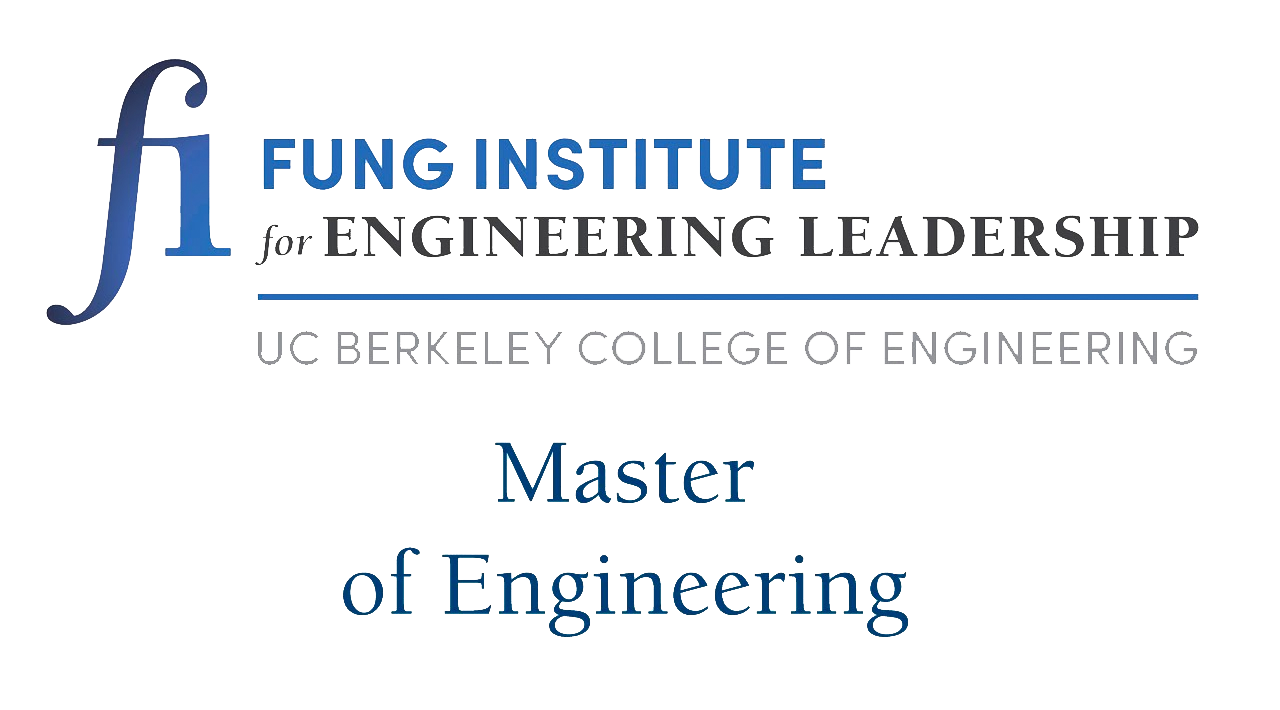 fi
FUNG INSTITUTE
for ENGINEERING LEADERSHIP
UC BERKELEY COLLEGE OF ENGINEERING
Master
of Engineering